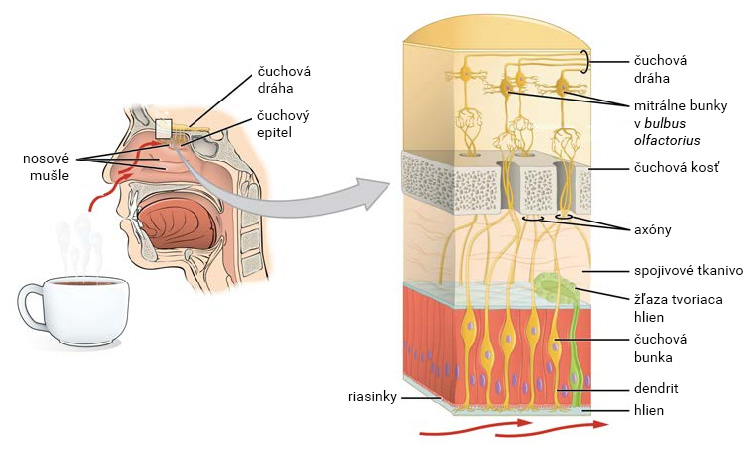 čuchová
dráha
čuchový
epitel
nosové
mušle
čuchová
dráha
mitrálne bunky
v bulbus
olfactorius
čuchová kosť
axóny
spojivové tkanivo
žľaza tvoriaca
hlien
čuchová
bunka
dendrit
riasinky
hlien